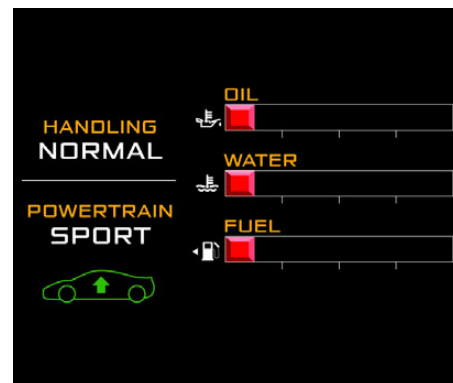 HANDLING
NORMAL
POWERTRAIN
SPORT
OIL
WATER
FUEL